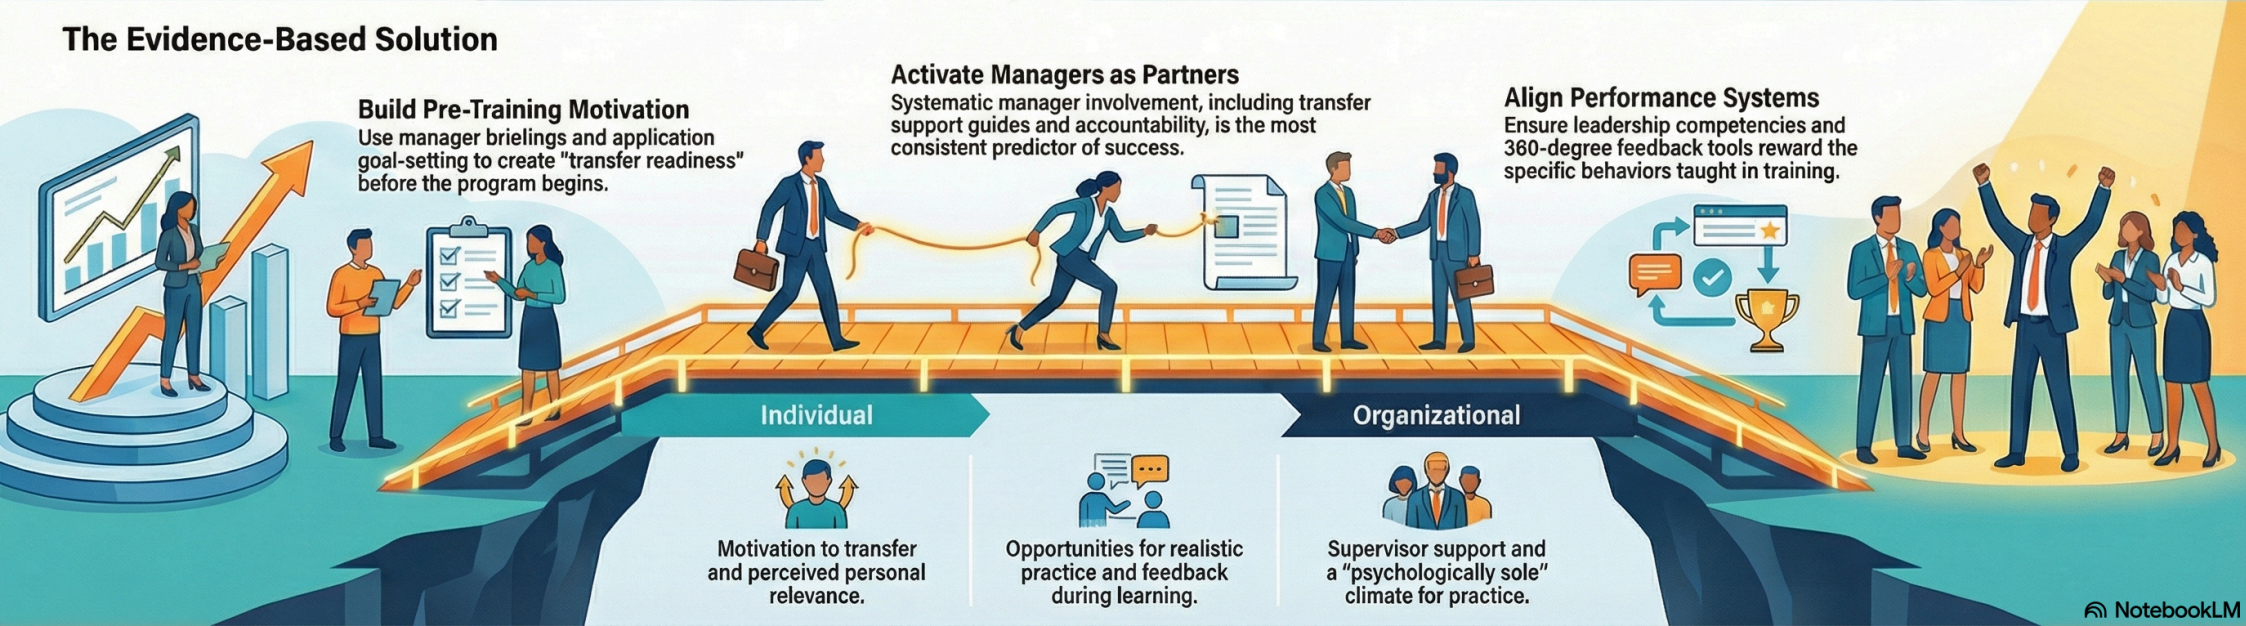 The Evidence-Based Solution
Build Pre-Training Motivation
Use manager brielings and application
goal-setting to create "transfer readiness"
before the program begins.
Activate Managers as Partners
Systematic manager involvement, including transfer
support guides and accountability, is the most
consistent predictor of success.
Align Performance Systems
Ensure leadership competencies and
360-degree feedback tools reward the
specific behaviors taught in training.
Individual
Motivation to transfer
and perceived personal
relevance.
Opportunities for realistic
practice and feedback
during learning.
Organizational
Supervisor support and
a "psychologically sole"
climate for practice.
NotebookLM